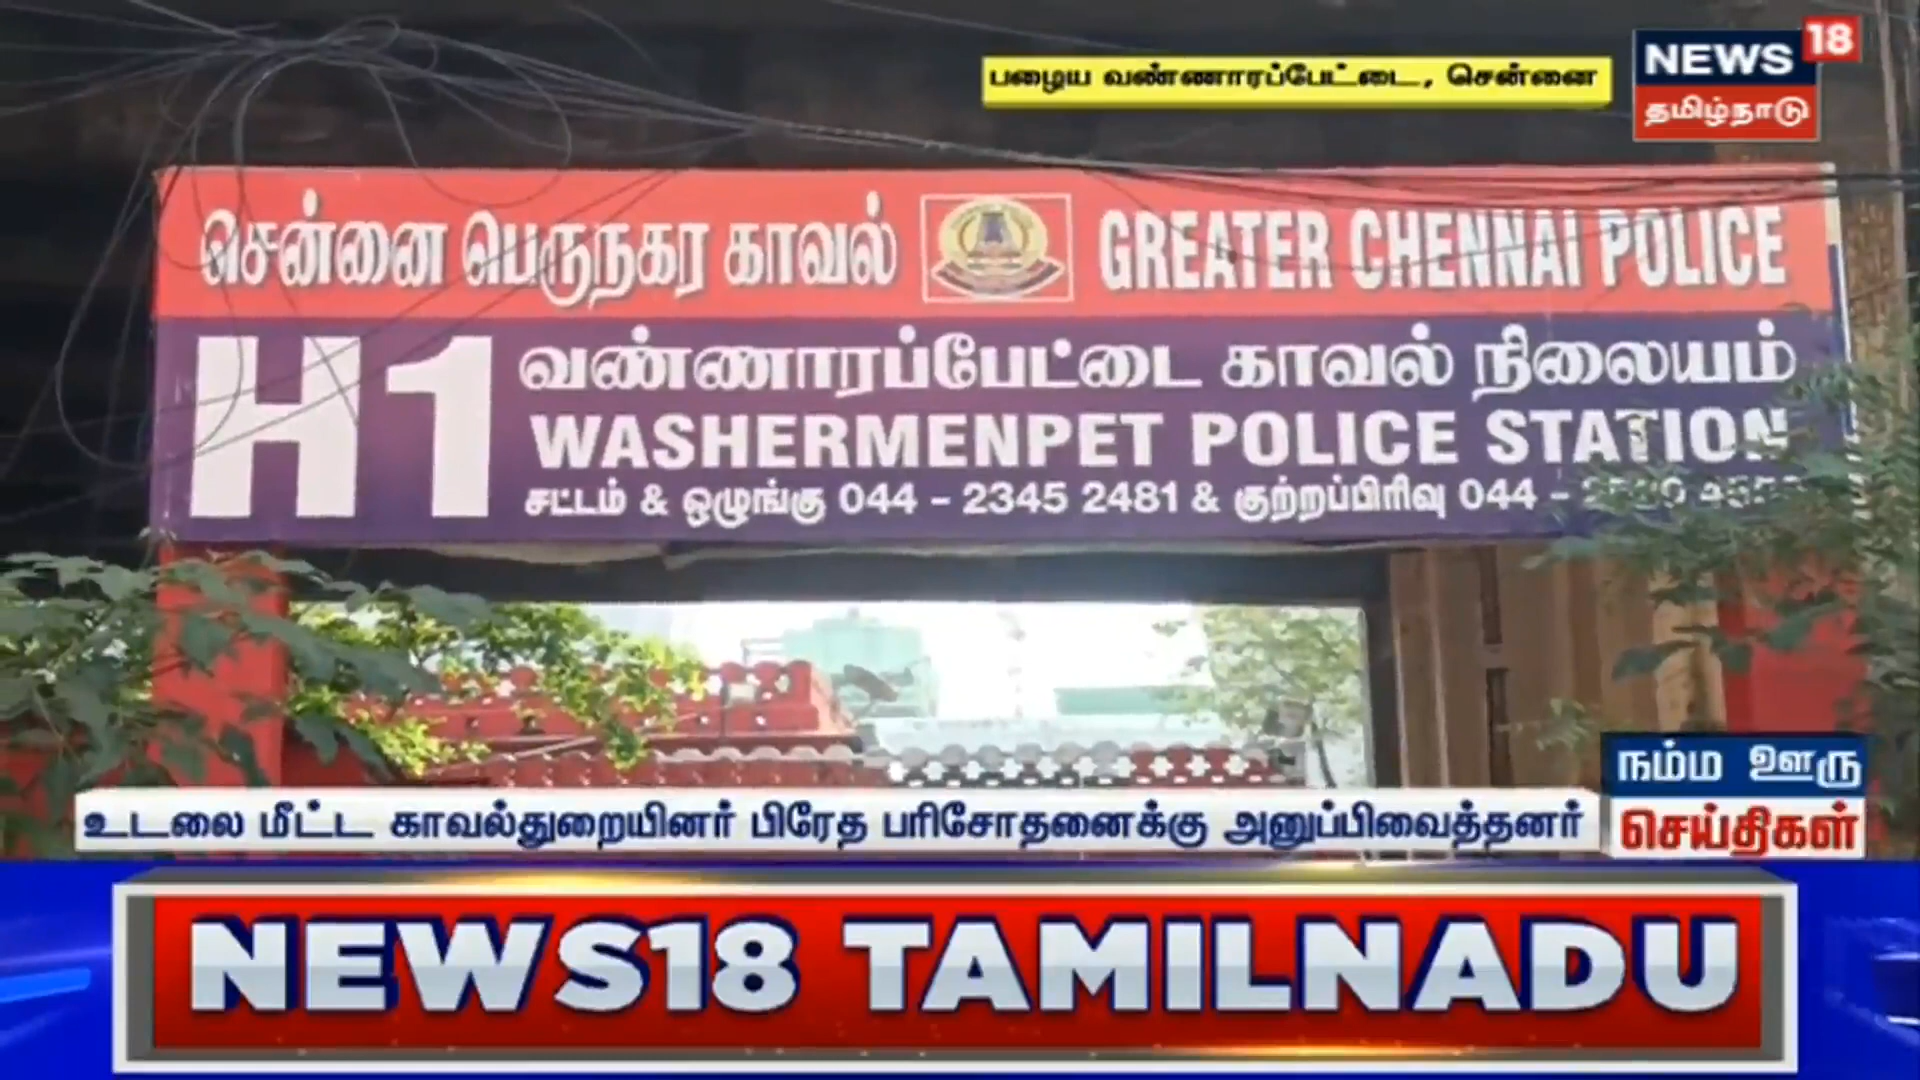 பழைய வண்ணாரப்பேட்டை, சென்னை
NEWS 18
தமிழ்நாடு
சென்னை பெருநகர காவல் GREATER CHENNAI POLICE
H1 வண்ணாரப்பேட்டை காவல் நிலையம்
WASHERMENPET POLICE STATION
சட்டம் & ஒழுங்கு 044 - 2345 2481 & குற்றப்பிரிவு 044 -
நம்ம ஊரு
உடலை மீட்ட காவல்துறையினர் பிரேத பரிசோதனைக்கு அனுப்பிவைத்தனர்
செய்திகள்
NEWS18 TAMILNADU